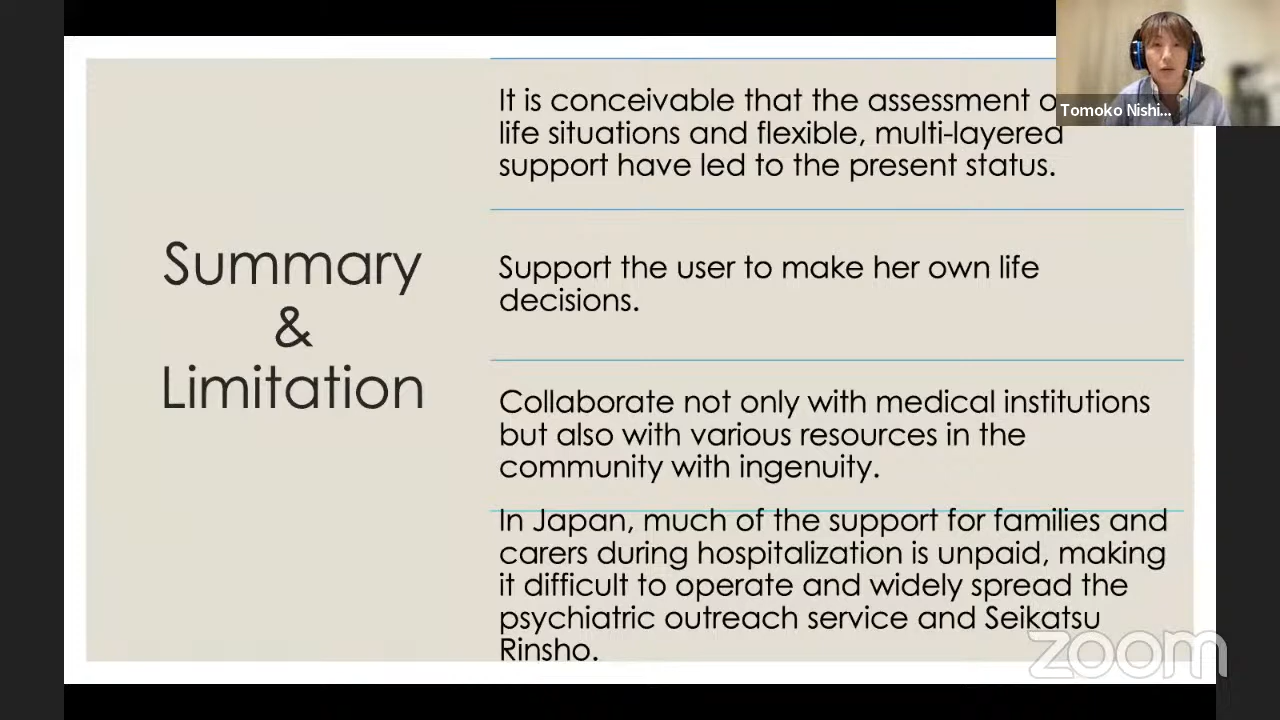 Summary
&
Limitation
It is conceivable that the assessment
life situations and flexible, multi-layered
support have led to the present status.
Support the user to make her own life
decisions.
Collaborate not only with medical institutions
but also with various resources in the
community with ingenuity.
In Japan, much of the support for families and
carers during hospitalization is unpaid, making
it difficult to operate and widely spread the
psychiatric outreach service and Seikatsu
Rinsho.
Tomoko Nishi...
zoom